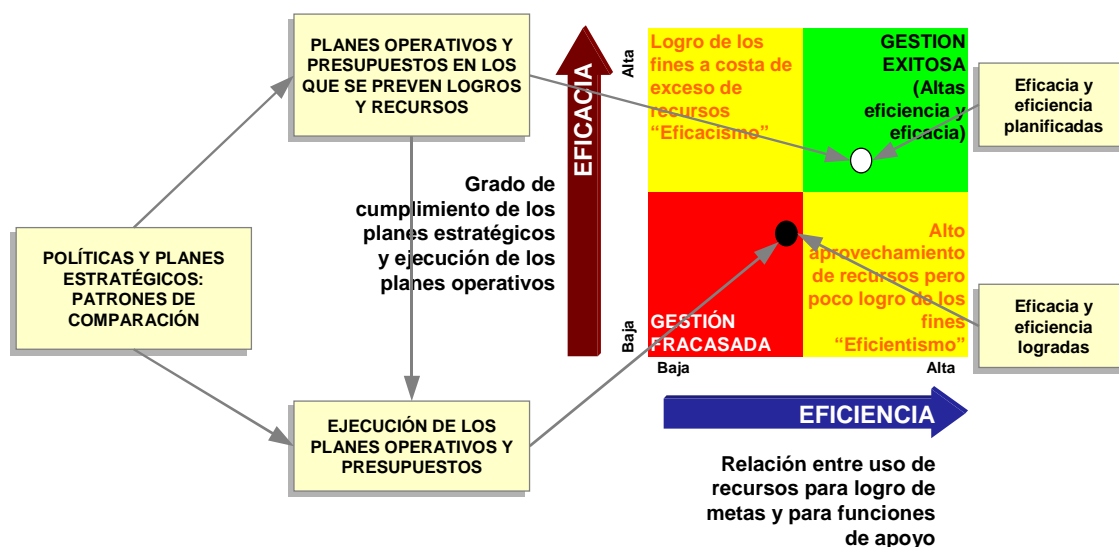 PLANES OPERATIVOS Y
PRESUPUESTOS EN LOS
QUE SE PREVEN LOGROS
Y RECURSOS
POLÍTICAS Y PLANES
ESTRATÉGICOS:
PATRONES DE
COMPARACIÓN
EJECUCIÓN DE LOS
PLANES OPERATIVOS Y
PRESUPUESTOS
Grado de
cumplimiento de los
planes estratégicos
y ejecución de los
planes operativos
EFICACIA
Alta
Baja
Logro de los
fines a costa de
exceso de
recursos
“Eficacismo”
GESTION
EXITOSA
(Altas
eficiencia y
eficacia)
GESTIÓN
FRACASADA
Alto
aprovechamiento
de recursos pero
poco logro de los
fines
“Eficientismo”
Baja
Alta
EFICIENCIA
Relación entre uso de
recursos para logro de
metas y para funciones
de apoyo
Eficacia y
eficiencia
planificadas
Eficacia y
eficiencia
logradas